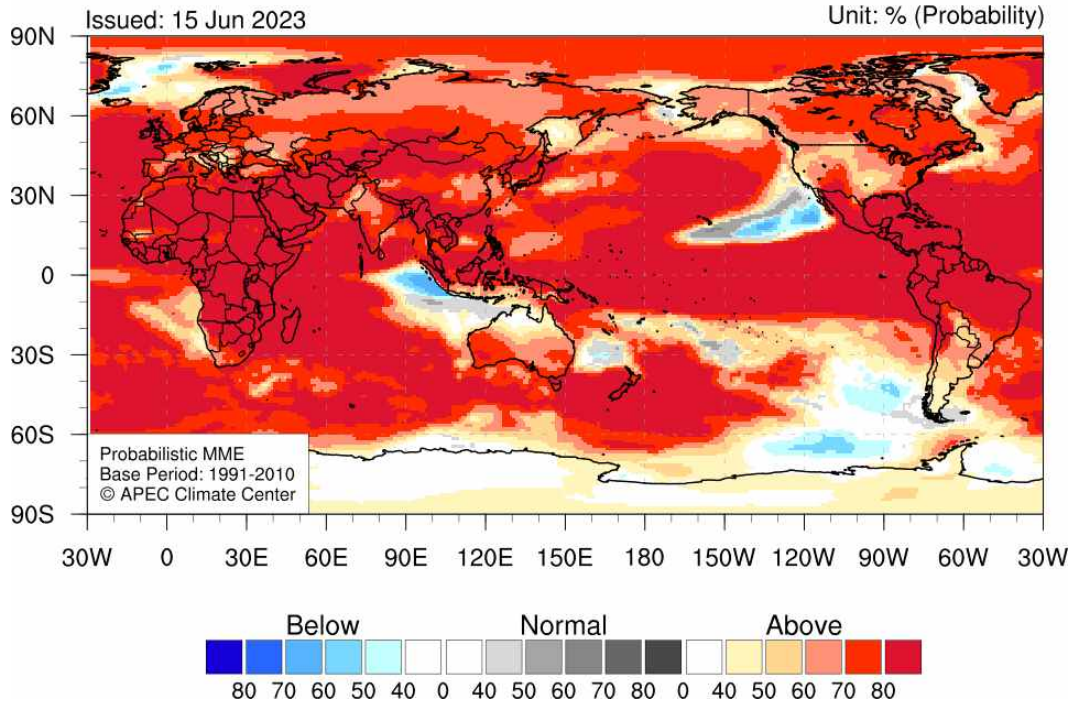 Issued: 15 Jun 2023 Unit: % (Probability)
90N
60N
30N
0
30S
60S
90S
Probabilistic MME
Base Period: 1991-2010
© APEC Climate Center
30W 0 30E 60E 90E 120E 150E 180 150W 120W 90W 60W 30W
Below Normal Above
80 70 60 50 40 0 40 50 60 70 80 0 40 50 60 70 80